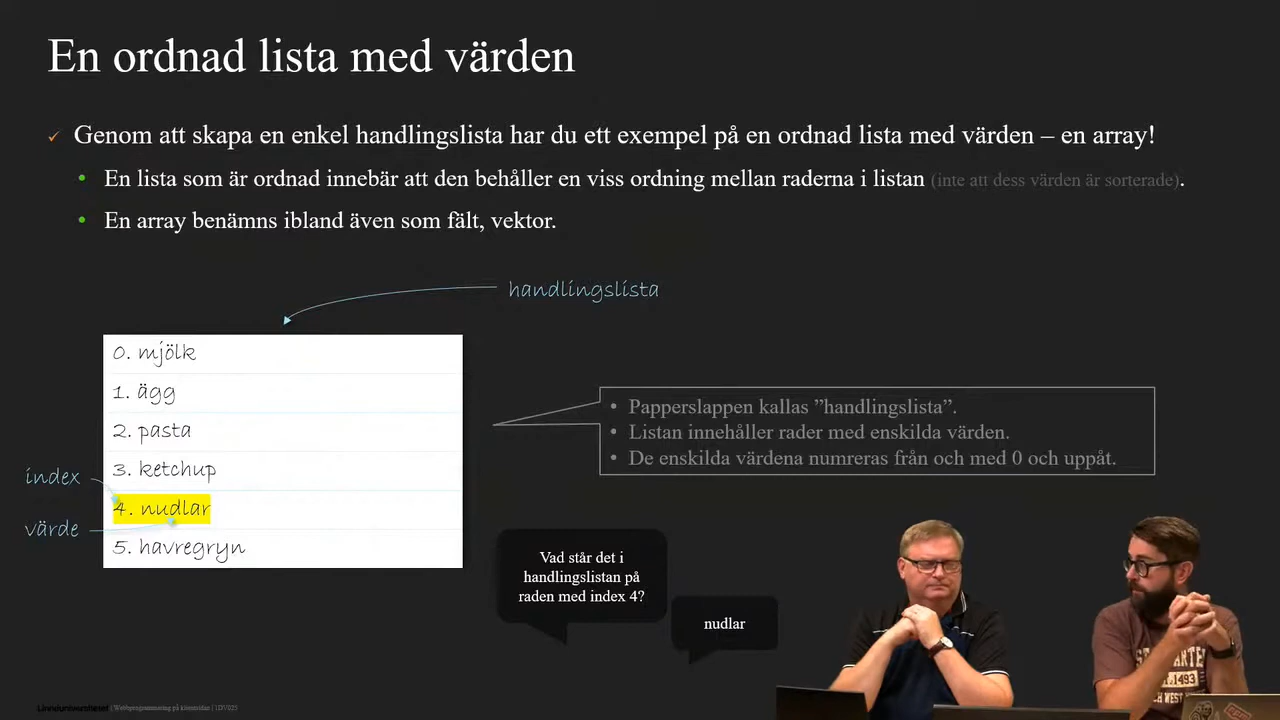 En ordnad lista med värden
Genom att skapa en enkel handlingslista har du ett exempel på en ordnad lista med värden – en array!
En lista som är ordnad innebär att den behåller en viss ordning mellan raderna i listan (inte att dess värden är sorterade).
En array benämns ibland även som fält, vektor.
handlingslista
0. mjölk
1. ägg
2. pasta
3. ketchup
4. nudlar
5. havregryn
index
värde
• Papperslappen kallas ”handlingslista”.
• Listan innehåller rader med enskilda värden.
• De enskilda värdena numreras från och med 0 och uppåt.
Vad står det i
handlingslistan på
raden med index 4?
nudlar
Linnéuniversitetet | Webbprogrammering på klientsidan | 1DV025